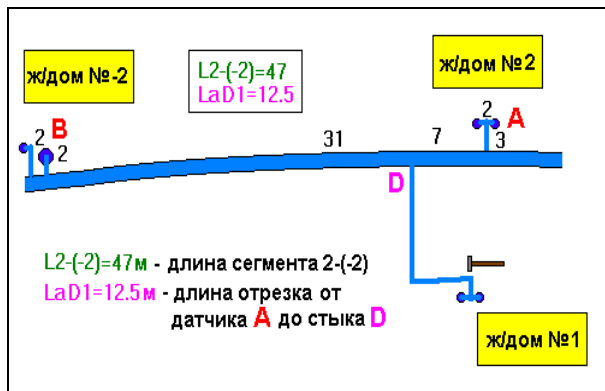 ж/дом №-2
L2-(-2)=47
LaD1=12.5
ж/дом №2
2 B
2
31
7
2 A
3
D
L2-(-2)=47м - длина сегмента 2-(-2)
LaD1=12.5м - длина отрезка от
датчика A до стыка D
ж/дом №1